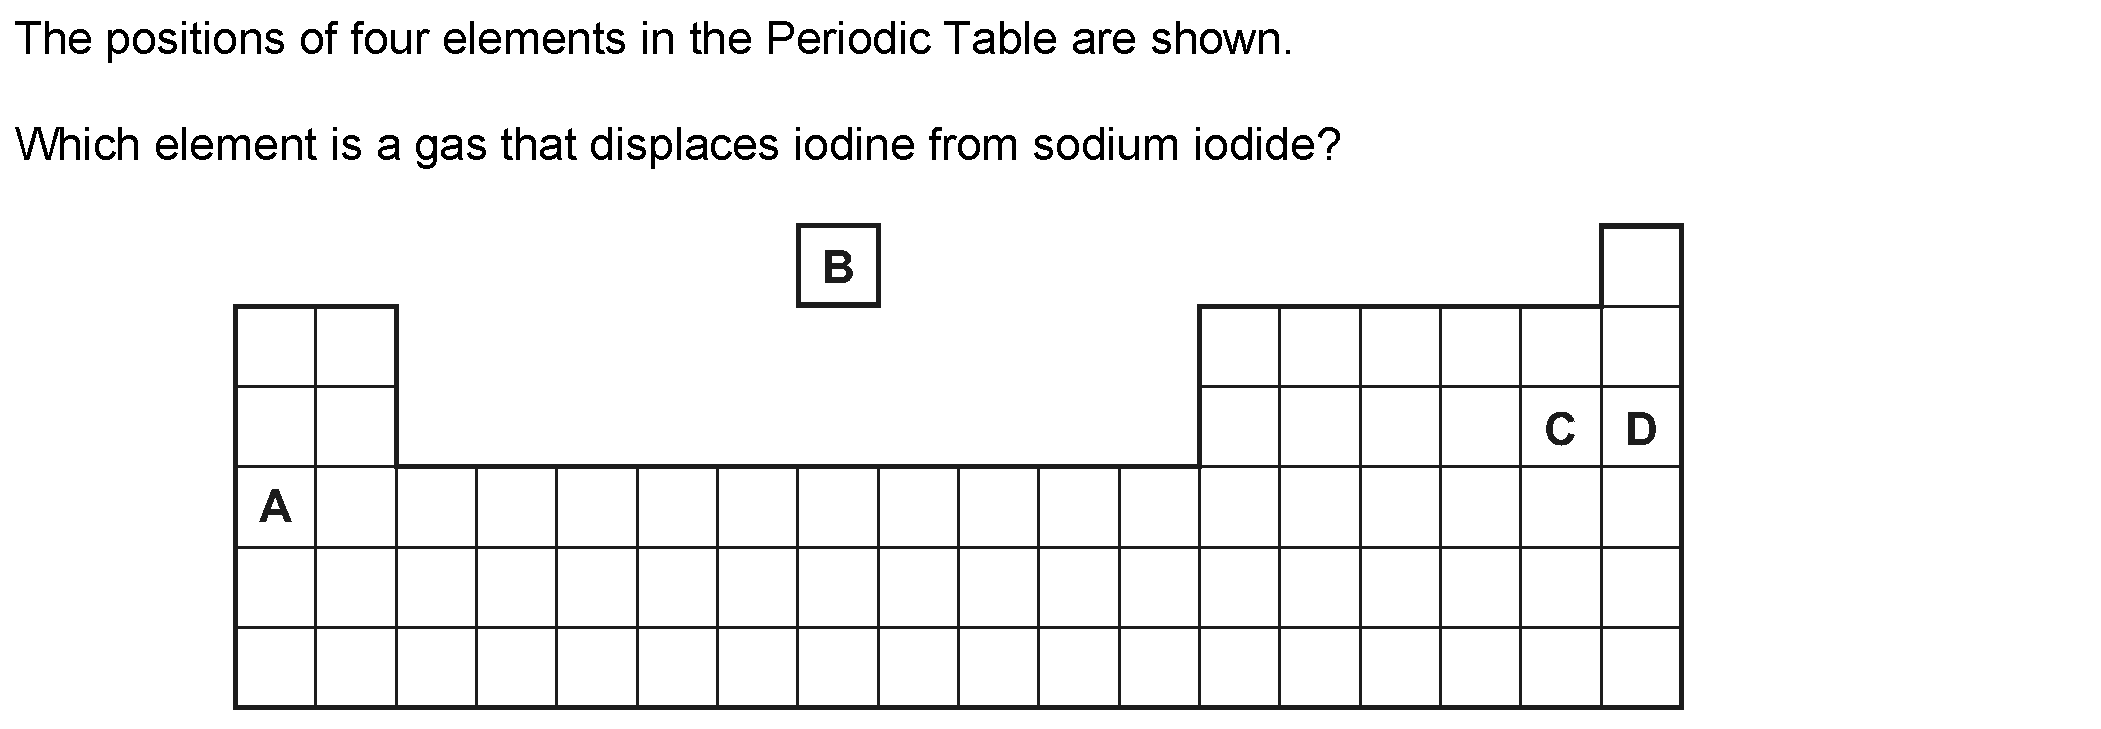 The positions of four elements in the Periodic Table are shown.
Which element is a gas that displaces iodine from sodium iodide?
B
C D
A